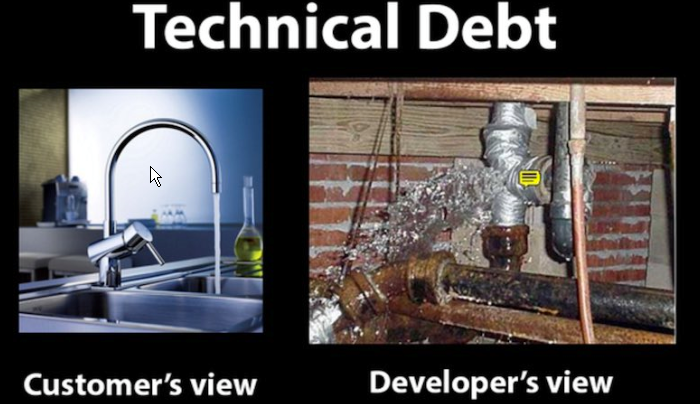 Technical Debt
Customer's view
Developer's view